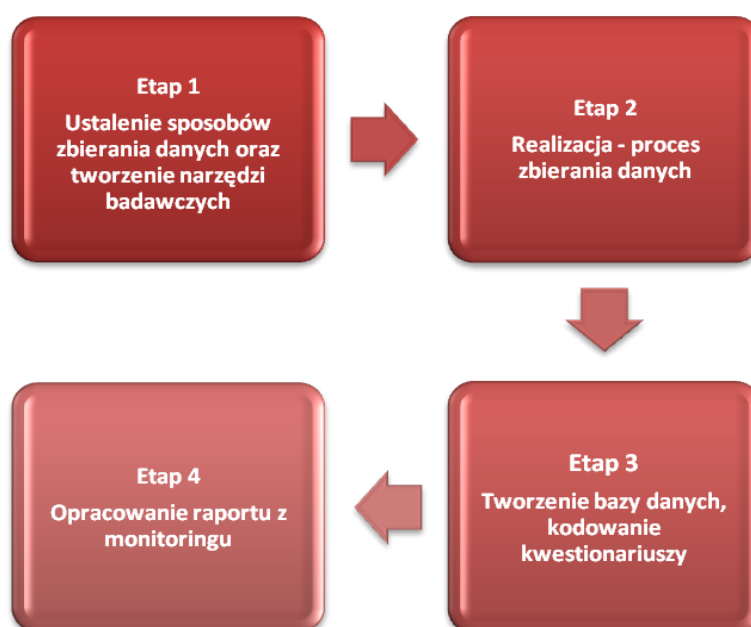 Etap 1
Ustalenie sposobów
zbierania danych oraz
tworzenie narzędzi
badawczych
Etap 2
Realizacja - proces
zbierania danych
Etap 3
Tworzenie bazy danych,
kodowanie
kwestionariuszy
Etap 4
Opracowanie raportu z
monitoringu